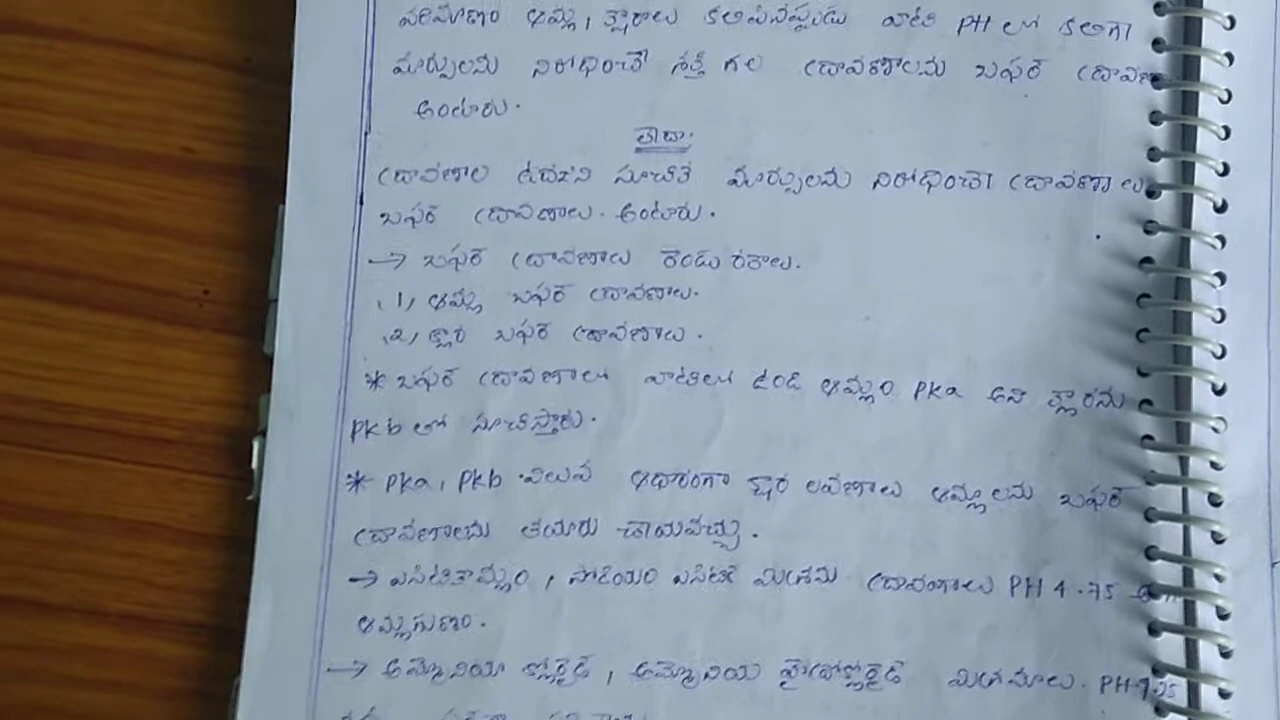 పరిమాణం ఆమ్ల, క్షారాలు కలిపినప్పుడు వాటి PH లో కలిగా
మార్పులను నిరోధించే శక్తి గల ద్రావణాలను బఫర్
అంటారు.
లేదా.
ద్రావణాల ఉదజని సూచిక మార్పులను నిరోధించే ద్రావణాలు
బఫర్ ద్రావణాలు. అంటారు.
→ బఫర్ ద్రావణాలు రెండు రకాలు.
1, ఆమ్ల బఫర్ ద్రావణాలు.
2, క్షార బఫర్ ద్రావణాలు.
* బఫర్ ద్రావణాలలో వాటిలో ఉండే ఆమ్లం PKa అని క్షారమును
PKb తో సూచిస్తారు.
* PKa, PKb విలువ ఆధారంగా క్షార లవణాలు ఆమ్లాలను బఫర్
ద్రావణాలను తయారు చేయవచ్చు.
→ ఎసిటికామ్లం, సోడియం ఎసిటేట్ మిశ్రమ ద్రావణాలు PH 4.75
ఆమ్లగుణం.
→ అమ్మోనియా క్లోరైడ్, అమ్మోనియ హైడ్రోక్లోరైడ్ మిశ్రమాలు. PH